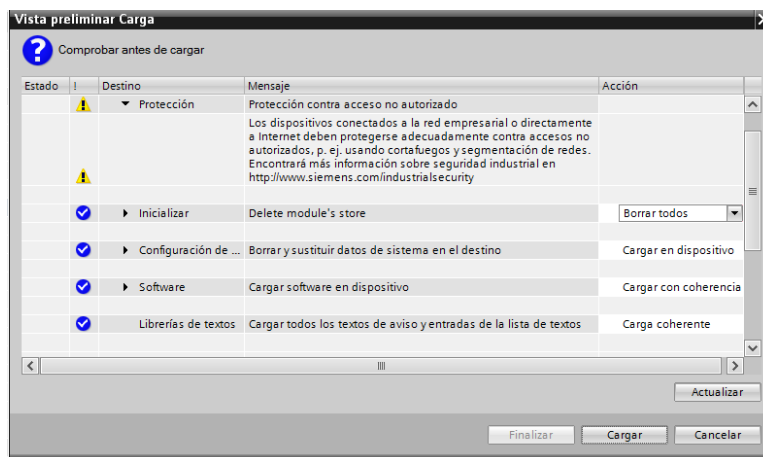 Vista preliminar Carga
Comprobar antes de cargar
Estado ! Destino Mensaje Acción
Protección Protección contra acceso no autorizado
Los dispositivos conectados a la red empresarial o directamente
a Internet deben protegerse adecuadamente contra accesos no
autorizados, p. ej. usando cortafuegos y segmentación de redes.
Encontrará más información sobre seguridad industrial en
http://www.siemens.com/industrialsecurity
Inicializar Delete module's store Borrar todos
Configuración de ... Borrar y sustituir datos de sistema en el destino Cargar en dispositivo
Software Cargar software en dispositivo Cargar con coherencia
Librerías de textos Cargar todos los textos de aviso y entradas de la lista de textos Carga coherente
Actualizar
Finalizar Cargar Cancelar